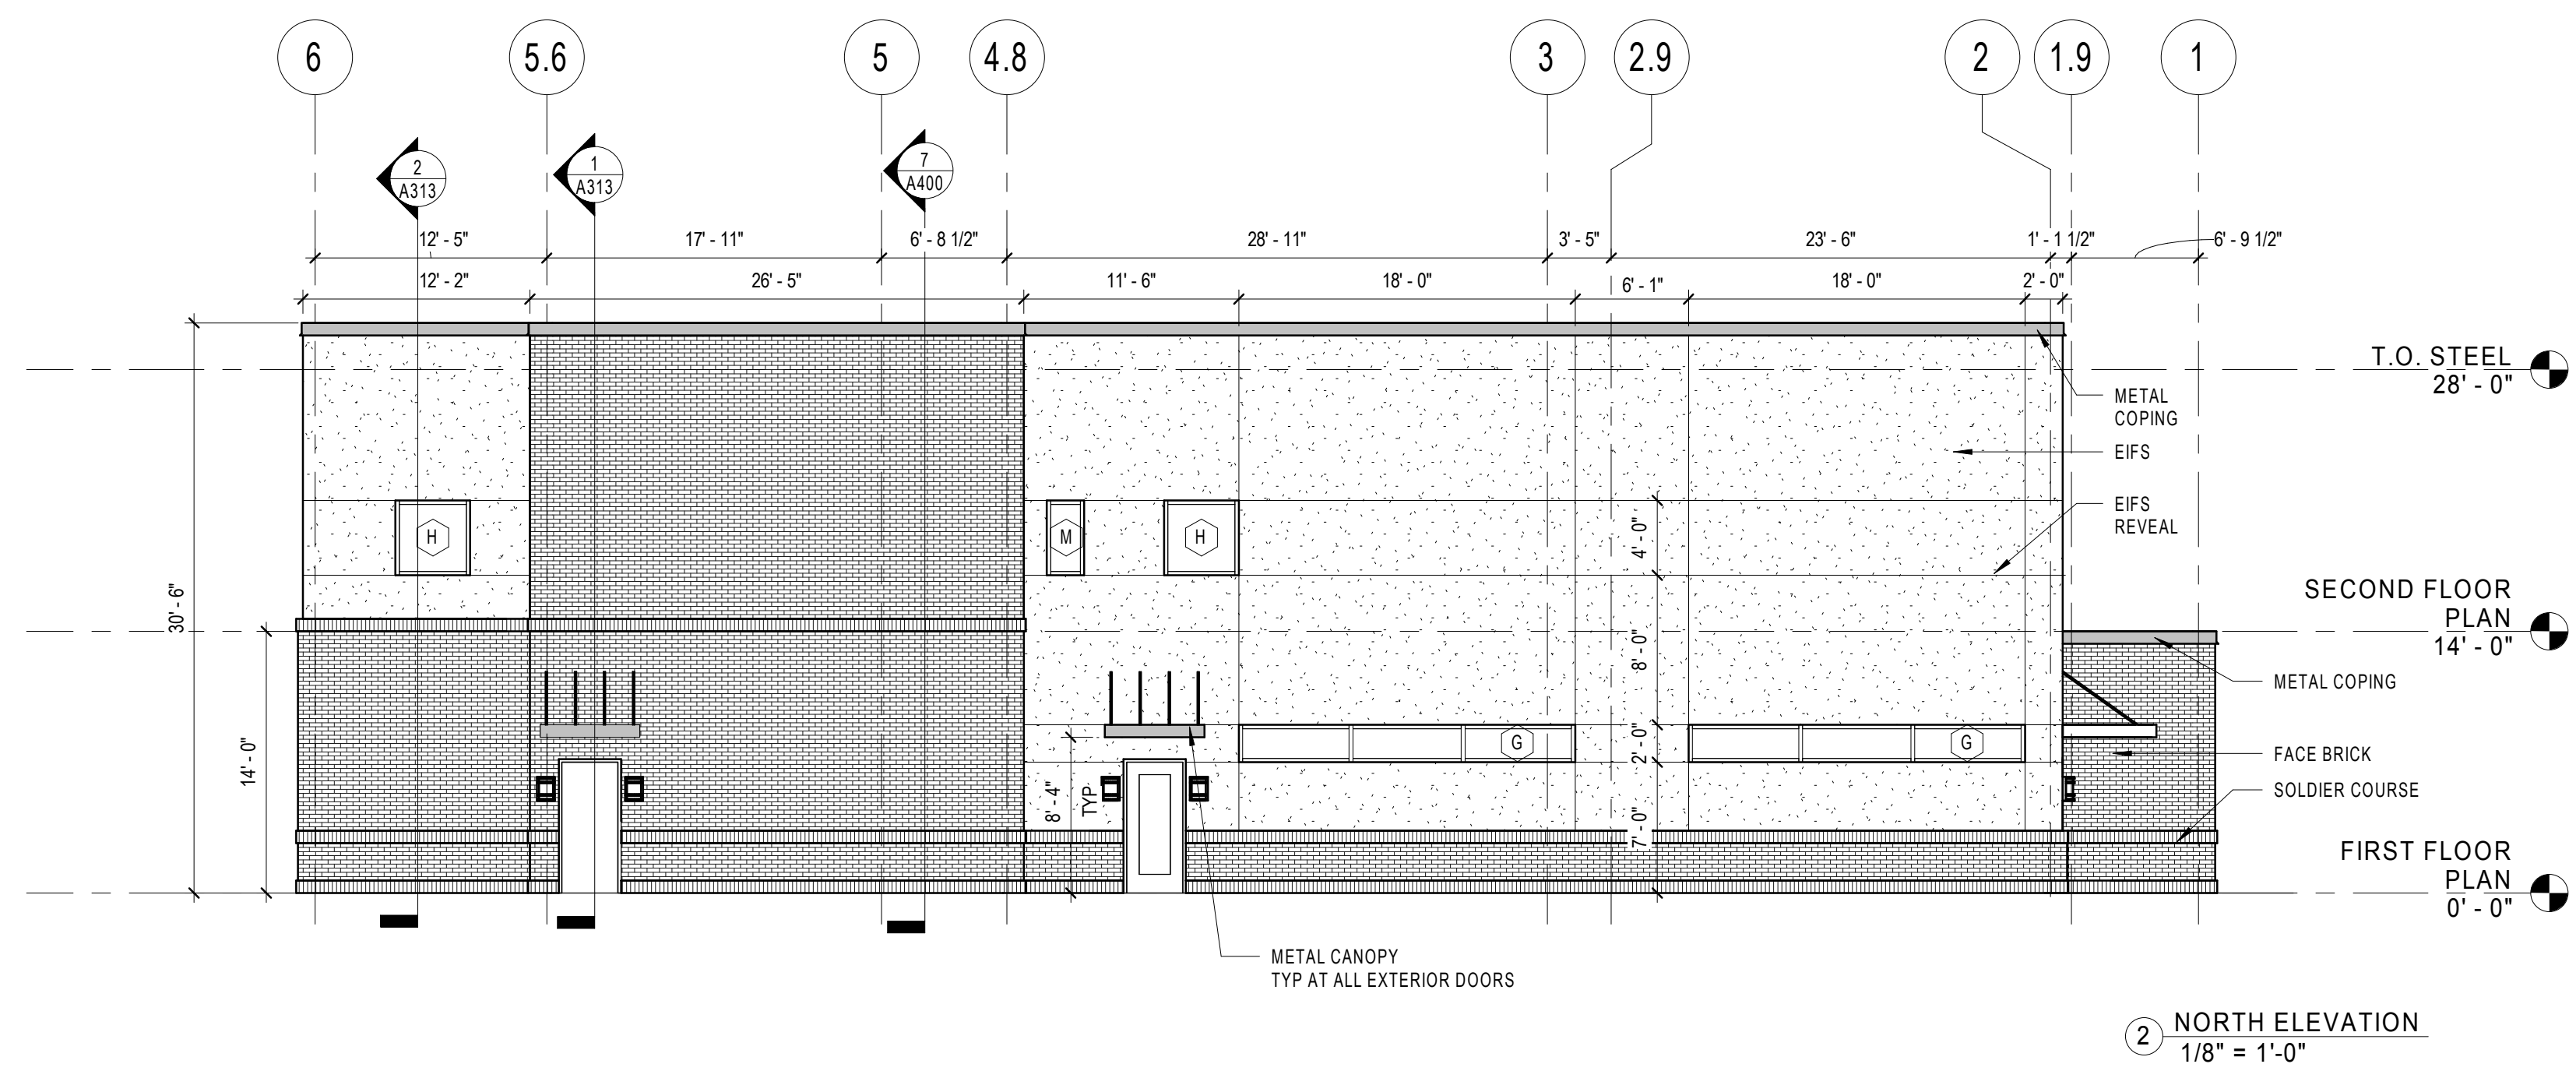 6 5.6 5 4.8 3 2.9 2 1.9 1
2 1 7
A313 A313 A400
12' - 5" 17' - 11" 6' - 8 1/2" 28' - 11" 3' - 5" 23' - 6" 1' - 1 1/2" 6' - 9 1/2"
12' - 2" 26' - 5" 11' - 6" 18' - 0" 6' - 1" 18' - 0" 2' - 0"
T.O. STEEL
28' - 0"
METAL
COPING
EIFS
EIFS
REVEAL
H M H
4' - 0"
30' - 6"
SECOND FLOOR
PLAN
14' - 0"
8' - 0"
METAL COPING
14' - 0"
G G
2' - 0"
FACE BRICK
8' - 4"
TYP
SOLDIER COURSE
7' - 0"
FIRST FLOOR
PLAN
0' - 0"
METAL CANOPY
TYP AT ALL EXTERIOR DOORS
2 NORTH ELEVATION
1/8" = 1'-0"